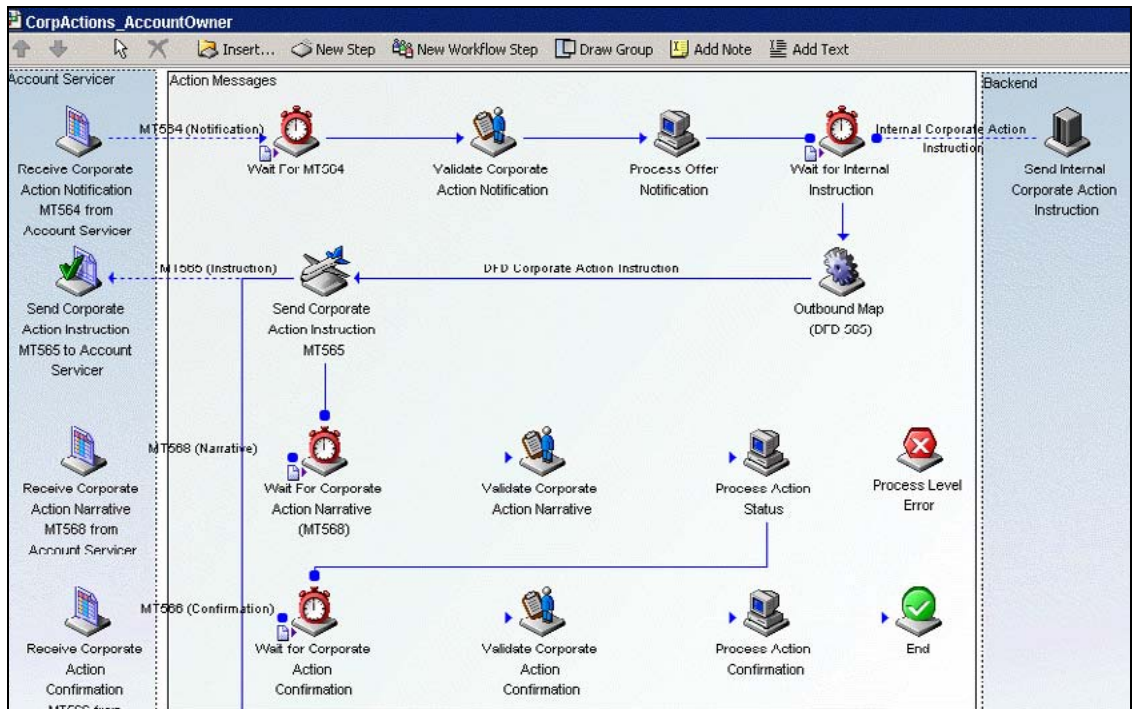 CorpActions_AccountOwner
Insert... New Step New Workflow Step Draw Group Add Note Add Text
Account Servicer
Action Messages
Backend
MT564 (Notification)
Internal Corporate Action
Instruction
Receive Corporate
Action Notification
MT564 from
Account Servicer
Wait For MT564
Validate Corporate
Action Notification
Process Offer
Notification
Wait for Internal
Instruction
Send Internal
Corporate Action
Instruction
MT565 (Instruction)
DFD Corporate Action Instruction
Send Corporate
Action Instruction
MT565 to Account
Servicer
Send Corporate
Action Instruction
MT565
Outbound Map
(DFD 565)
MT568 (Narrative)
Receive Corporate
Action Narrative
MT568 from
Account Servicer
Wait For Corporate
Action Narrative
(MT568)
Validate Corporate
Action Narrative
Process Action
Status
Process Level
Error
MT566 (Confirmation)
Receive Corporate
Action
Confirmation
MT566 from
Wait for Corporate
Action
Confirmation
Validate Corporate
Action
Confirmation
Process Action
Confirmation
End